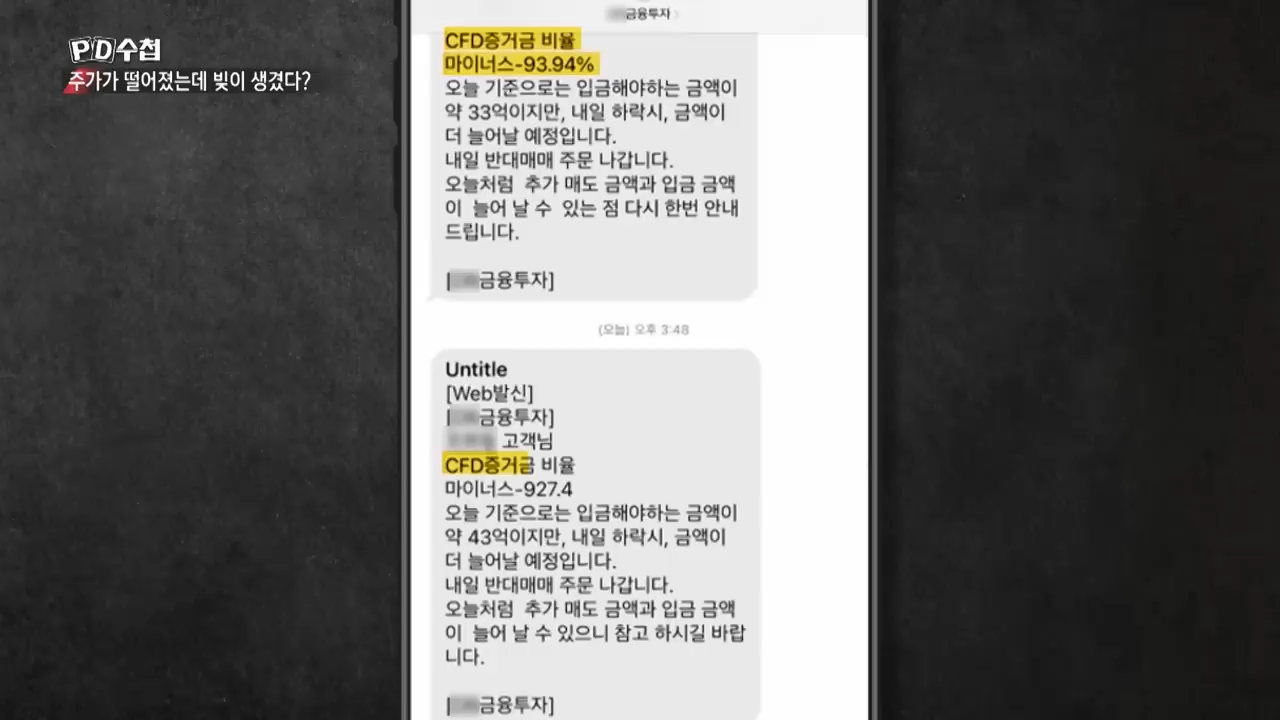 PD수첩
주가가 떨어졌는데 빚이 생겼다?
금융투자
CFD증거금 비율
마이너스-93.94%
오늘 기준으로는 입금해야하는 금액이
약 33억이지만, 내일 하락시, 금액이
더 늘어날 예정입니다.
내일 반대매매 주문 나갑니다.
오늘처럼 추가 매도 금액과 입금 금액
이 늘어 날 수 있는 점 다시 한번 안내
드립니다.
[금융투자]
(오늘) 오후 3:48
Untitle
[Web발신]
[금융투자]
고객님
CFD증거금 비율
마이너스-927.4
오늘 기준으로는 입금해야하는 금액이
약 43억이지만, 내일 하락시, 금액이
더 늘어날 예정입니다.
내일 반대매매 주문 나갑니다.
오늘처럼 추가 매도 금액과 입금 금액
이 늘어 날 수 있으니 참고 하시길 바랍
니다.
[금융투자]